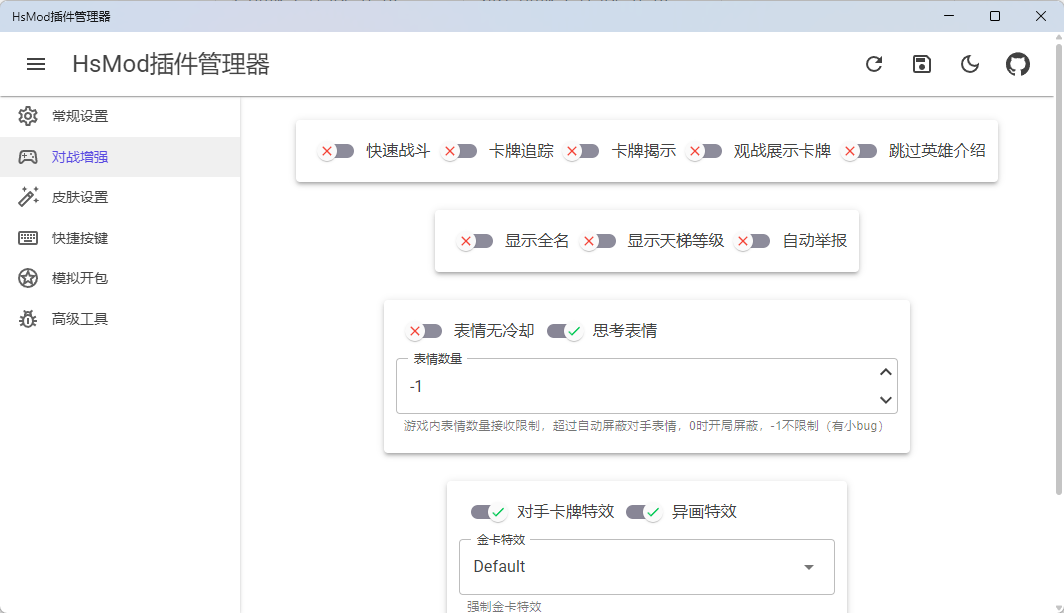 HsMod插件管理器
HsMod插件管理器
常规设置
对战增强
皮肤设置
快捷按键
模拟开包
高级工具
快速战斗 卡牌追踪 卡牌揭示 观战展示卡牌 跳过英雄介绍
显示全名 显示天梯等级 自动举报
表情无冷却 思考表情
表情数量
-1
游戏内表情数量接收限制，超过自动屏蔽对手表情，0时开局屏蔽，-1不限制（有小bug）
对手卡牌特效 异画特效
金卡特效
Default
强制金卡特效